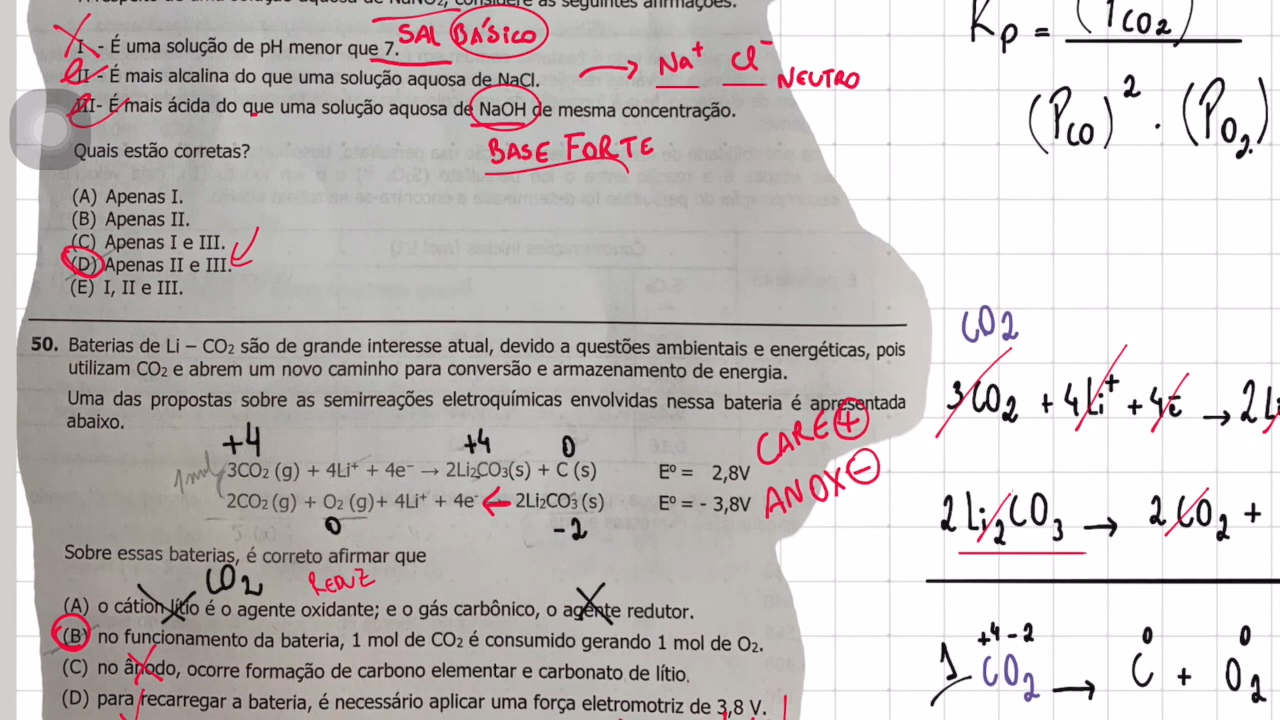 A respeito de uma solução aquosa de NaNO₂, considere as seguintes afirmações.
I - É uma solução de pH menor que 7.
SAL BÁSICO
II - É mais alcalina do que uma solução aquosa de NaCl.
→ Na⁺ Cl⁻ NEUTRO
III- É mais ácida do que uma solução aquosa de NaOH de mesma concentração.
BASE FORTE
Quais estão corretas?
(A) Apenas I.
(B) Apenas II.
(C) Apenas I e III.
(D) Apenas II e III.
(E) I, II e III.
50. Baterias de Li – CO₂ são de grande interesse atual, devido a questões ambientais e energéticas, pois
utilizam CO₂ e abrem um novo caminho para conversão e armazenamento de energia.
Uma das propostas sobre as semirreações eletroquímicas envolvidas nessa bateria é apresentada
abaixo.
+4 +4 0
3CO₂ (g) + 4Li⁺ + 4e⁻ → 2Li₂CO₃(s) + C (s) Eº = 2,8V
CARE +
2CO₂ (g) + O₂ (g)+ 4Li⁺ + 4e⁻ ← 2Li₂CO₃ (s) Eº = - 3,8V
ANOX −
0 -2
Sobre essas baterias, é correto afirmar que
CO₂ REDUZ
(A) o cátion lítio é o agente oxidante; e o gás carbônico, o agente redutor.
(B) no funcionamento da bateria, 1 mol de CO₂ é consumido gerando 1 mol de O₂.
(C) no ânodo, ocorre formação de carbono elementar e carbonato de lítio.
(D) para recarregar a bateria, é necessário aplicar uma força eletromotriz de 3,8 V.
Kp = (PCO₂)
(PCO)² . (PO₂)
CO₂
3CO₂ + 4Li⁺ + 4e → 2Li
2Li₂CO₃ → 2CO₂ +
+4 -2 0 0
1 CO₂ → C + O₂